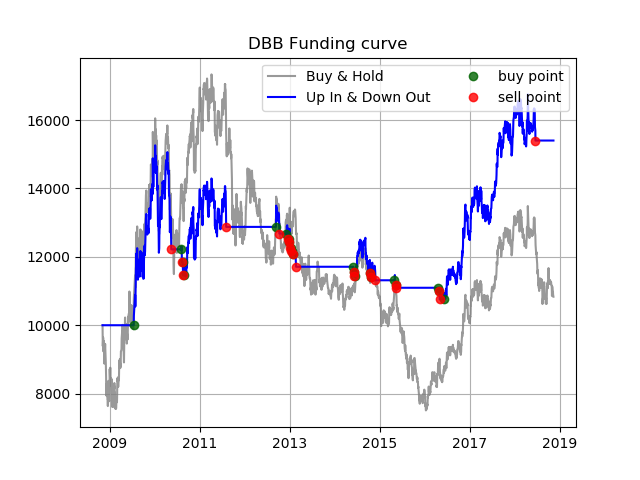 DBB Funding curve
Buy & Hold
Up In & Down Out
buy point
sell point
16000
14000
12000
10000
8000
2009 2011 2013 2015 2017 2019